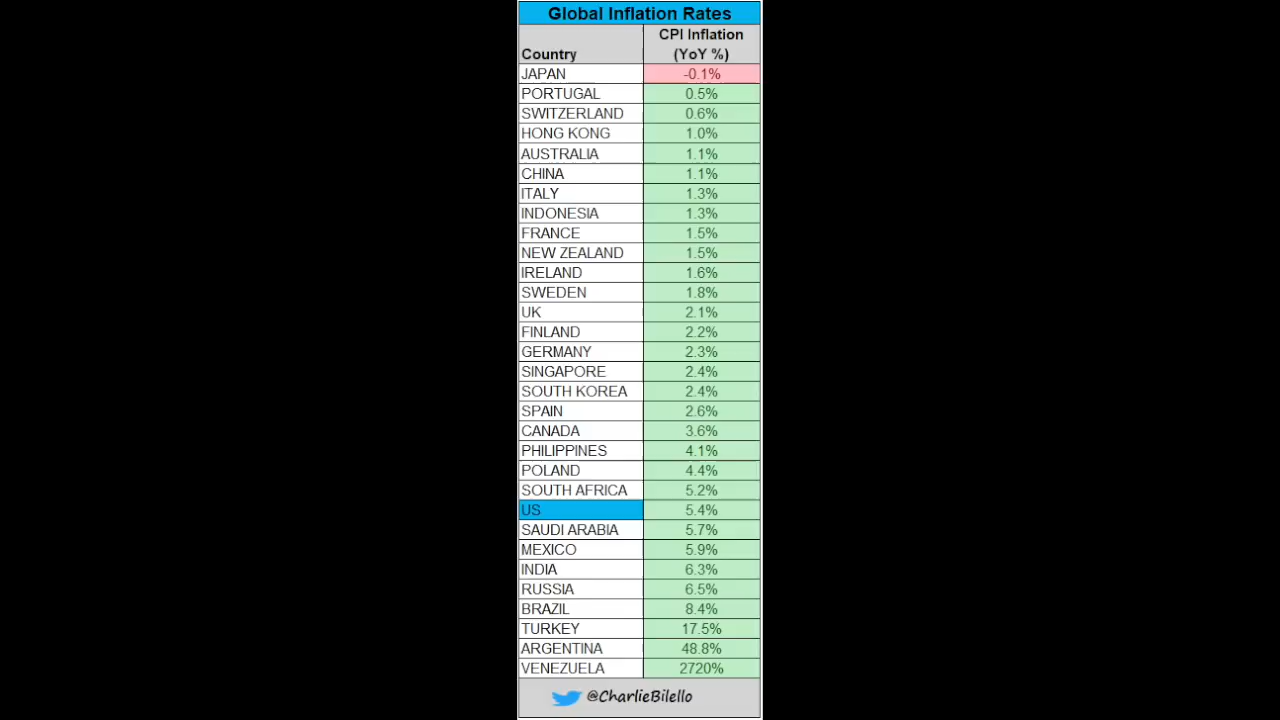 Global Inflation Rates
Country CPI Inflation (YoY %)
JAPAN -0.1%
PORTUGAL 0.5%
SWITZERLAND 0.6%
HONG KONG 1.0%
AUSTRALIA 1.1%
CHINA 1.1%
ITALY 1.3%
INDONESIA 1.3%
FRANCE 1.5%
NEW ZEALAND 1.5%
IRELAND 1.6%
SWEDEN 1.8%
UK 2.1%
FINLAND 2.2%
GERMANY 2.3%
SINGAPORE 2.4%
SOUTH KOREA 2.4%
SPAIN 2.6%
CANADA 3.6%
PHILIPPINES 4.1%
POLAND 4.4%
SOUTH AFRICA 5.2%
US 5.4%
SAUDI ARABIA 5.7%
MEXICO 5.9%
INDIA 6.3%
RUSSIA 6.5%
BRAZIL 8.4%
TURKEY 17.5%
ARGENTINA 48.8%
VENEZUELA 2720%
@CharlieBilello